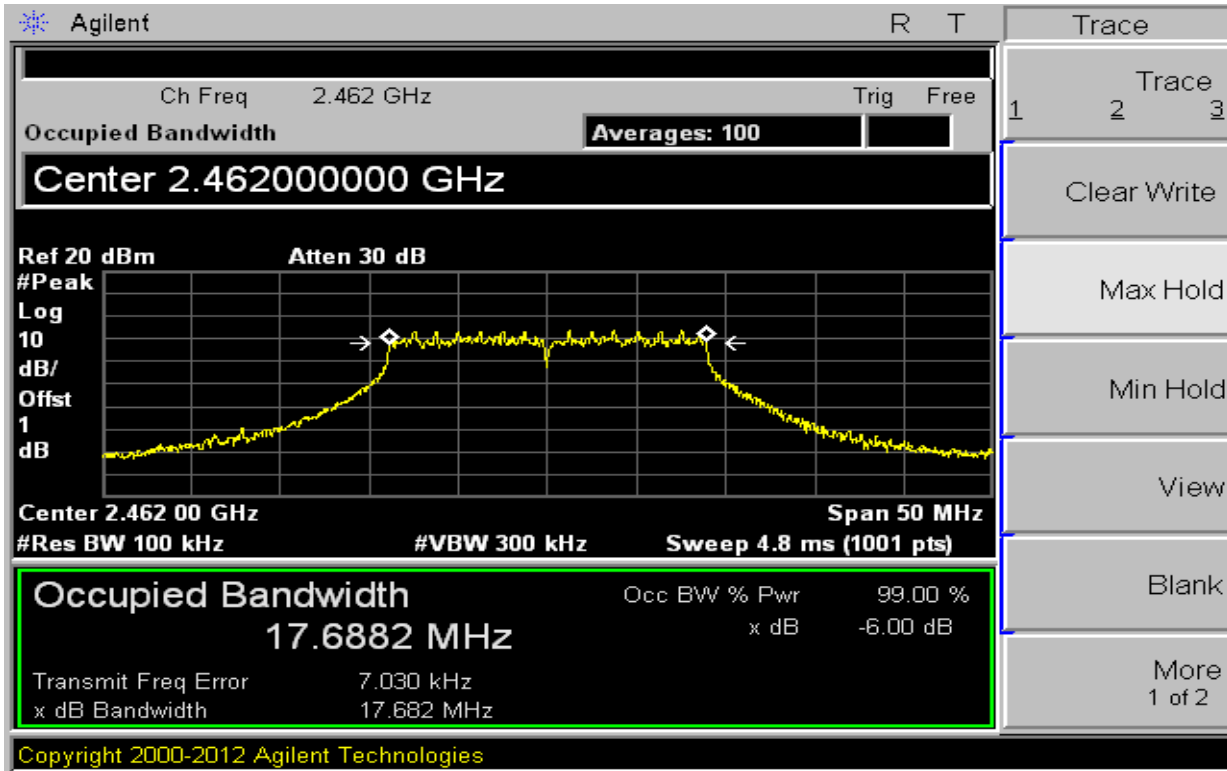 Agilent R T
Trace
Ch Freq 2.462 GHz Trig Free
Occupied Bandwidth Averages: 100
Center 2.462000000 GHz
Ref 20 dBm Atten 30 dB
#Peak
Log
10
dB/
Offst
1
dB
Center 2.462 00 GHz Span 50 MHz
#Res BW 100 kHz #VBW 300 kHz Sweep 4.8 ms (1001 pts)
Occupied Bandwidth
17.6882 MHz
Occ BW % Pwr 99.00 %
x dB -6.00 dB
Transmit Freq Error 7.030 kHz
x dB Bandwidth 17.682 MHz
Copyright 2000-2012 Agilent Technologies
Trace
1 2 3
Clear Write
Max Hold
Min Hold
View
Blank
More
1 of 2